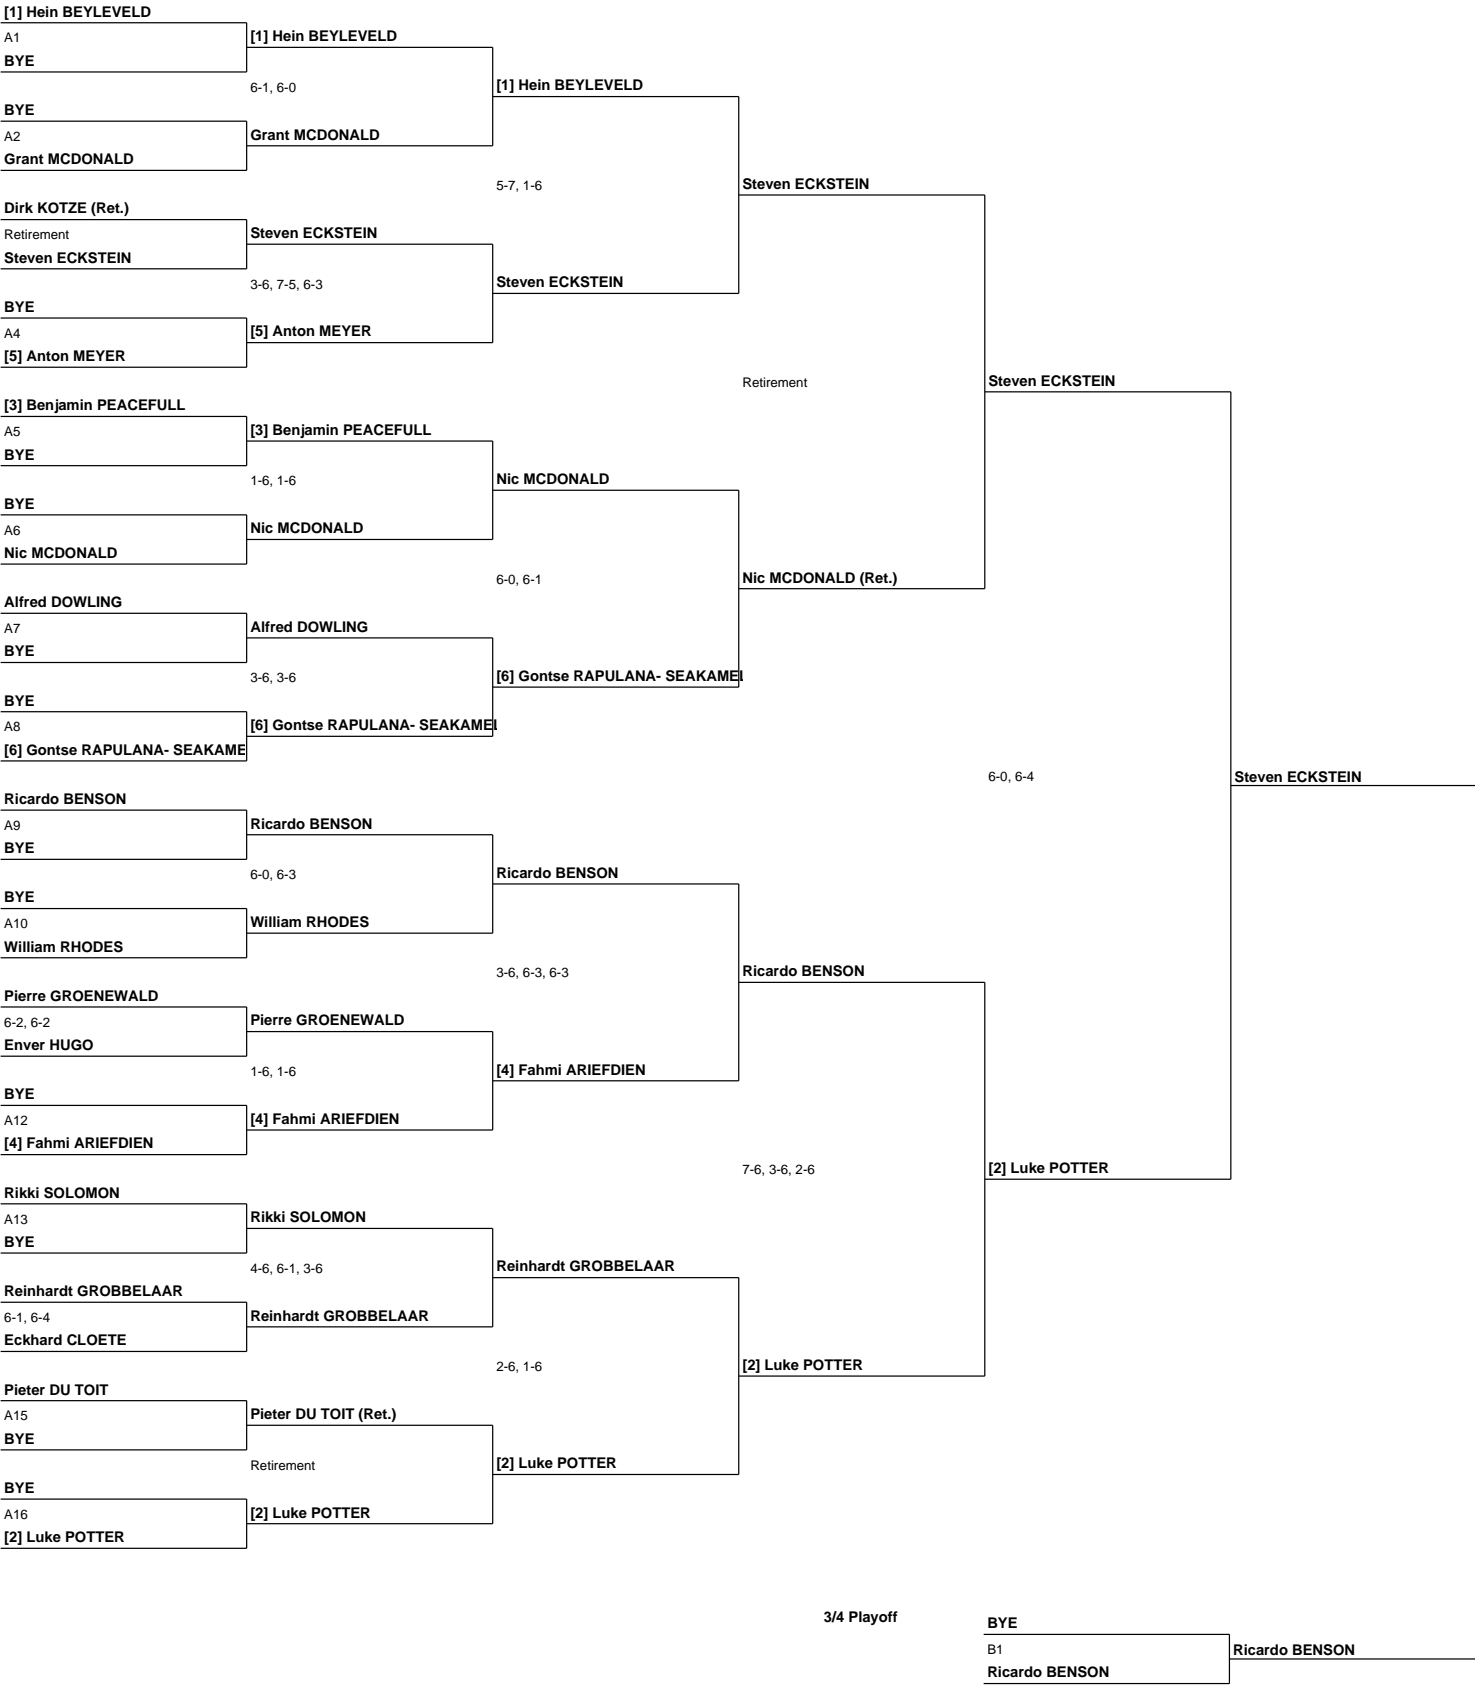 [1] Hein BEYLEVELD
A1
[1] Hein BEYLEVELD
BYE
6-1, 6-0
[1] Hein BEYLEVELD
BYE
A2
Grant MCDONALD
Grant MCDONALD
5-7, 1-6
Steven ECKSTEIN
Dirk KOTZE (Ret.)
Retirement
Steven ECKSTEIN
Steven ECKSTEIN
3-6, 7-5, 6-3
Steven ECKSTEIN
BYE
A4
[5] Anton MEYER
[5] Anton MEYER
Retirement
Steven ECKSTEIN
[3] Benjamin PEACEFULL
A5
[3] Benjamin PEACEFULL
BYE
1-6, 1-6
Nic MCDONALD
BYE
A6
Nic MCDONALD
Nic MCDONALD
6-0, 6-1
Nic MCDONALD (Ret.)
Alfred DOWLING
A7
Alfred DOWLING
BYE
3-6, 3-6
[6] Gontse RAPULANA- SEAKAMEI
BYE
A8
[6] Gontse RAPULANA- SEAKAMEI
[6] Gontse RAPULANA- SEAKAME
6-0, 6-4
Steven ECKSTEIN
Ricardo BENSON
A9
Ricardo BENSON
BYE
6-0, 6-3
Ricardo BENSON
BYE
A10
William RHODES
William RHODES
3-6, 6-3, 6-3
Ricardo BENSON
Pierre GROENEWALD
6-2, 6-2
Pierre GROENEWALD
Enver HUGO
1-6, 1-6
[4] Fahmi ARIEFDIEN
BYE
A12
[4] Fahmi ARIEFDIEN
[4] Fahmi ARIEFDIEN
7-6, 3-6, 2-6
[2] Luke POTTER
Rikki SOLOMON
A13
Rikki SOLOMON
BYE
4-6, 6-1, 3-6
Reinhardt GROBBELAAR
Reinhardt GROBBELAAR
6-1, 6-4
Reinhardt GROBBELAAR
Eckhard CLOETE
2-6, 1-6
[2] Luke POTTER
Pieter DU TOIT
A15
Pieter DU TOIT (Ret.)
BYE
Retirement
[2] Luke POTTER
BYE
A16
[2] Luke POTTER
[2] Luke POTTER
3/4 Playoff
BYE
B1
Ricardo BENSON
Ricardo BENSON